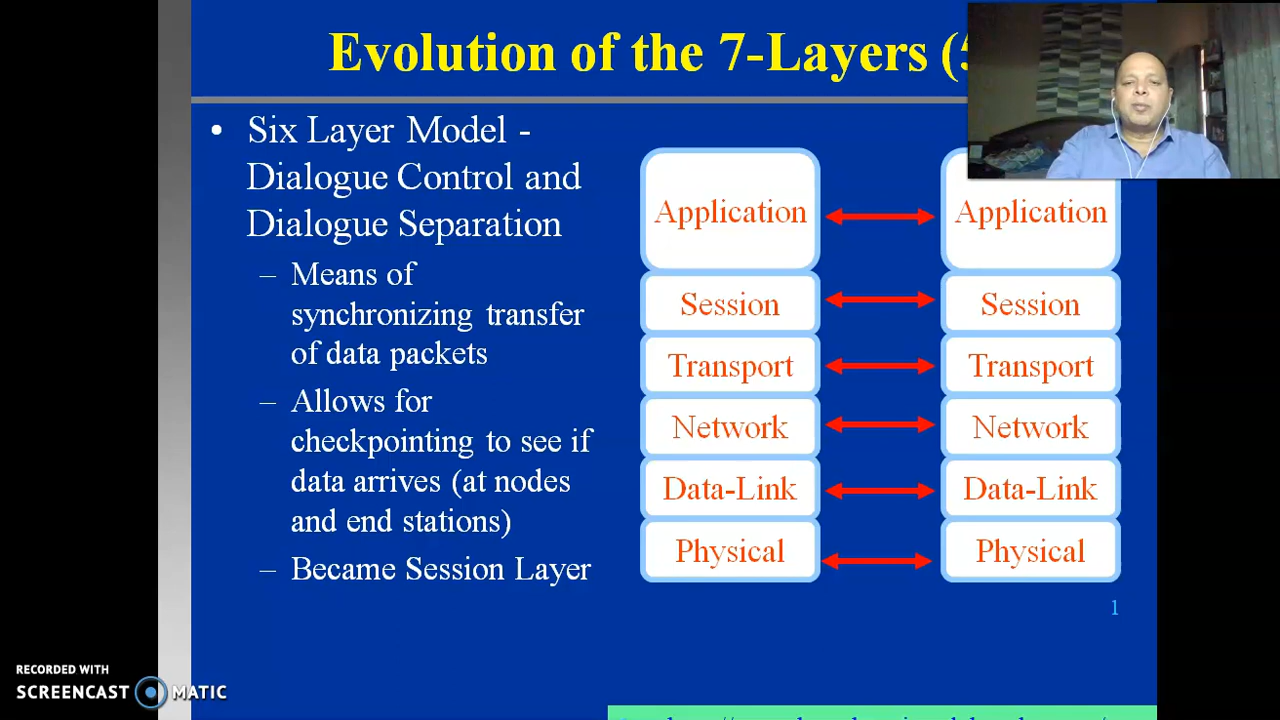 Evolution of the 7-Layers (5
• Six Layer Model -
Dialogue Control and
Dialogue Separation
– Means of
synchronizing transfer
of data packets
– Allows for
checkpointing to see if
data arrives (at nodes
and end stations)
– Became Session Layer
Application Application
Session Session
Transport Transport
Network Network
Data-Link Data-Link
Physical Physical
1
RECORDED WITH
SCREENCAST MATIC